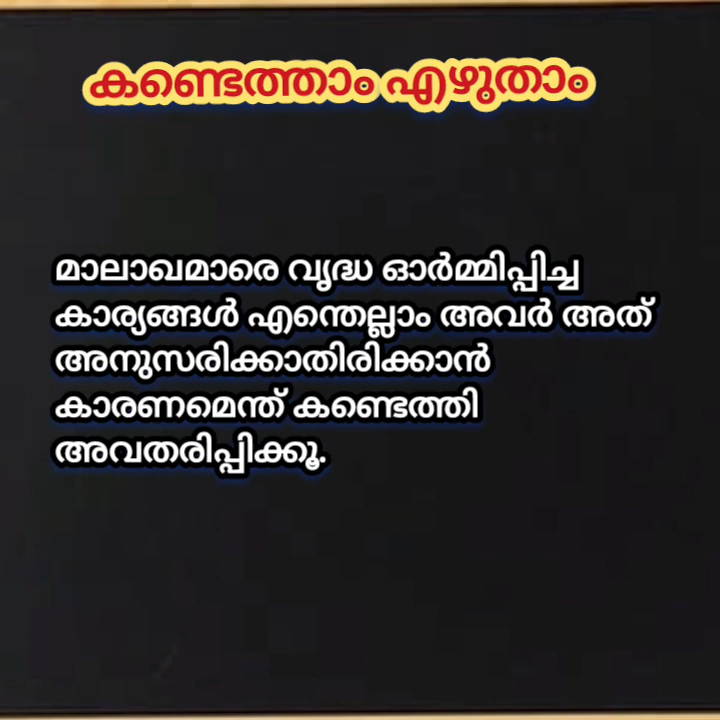 കണ്ടെത്താം എഴുതാം
മാലാഖമാരെ വൃദ്ധ ഓർമ്മിപ്പിച്ച
കാര്യങ്ങൾ എന്തെല്ലാം അവർ അത്
അനുസരിക്കാതിരിക്കാൻ
കാരണമെന്ത് കണ്ടെത്തി
അവതരിപ്പിക്കൂ.